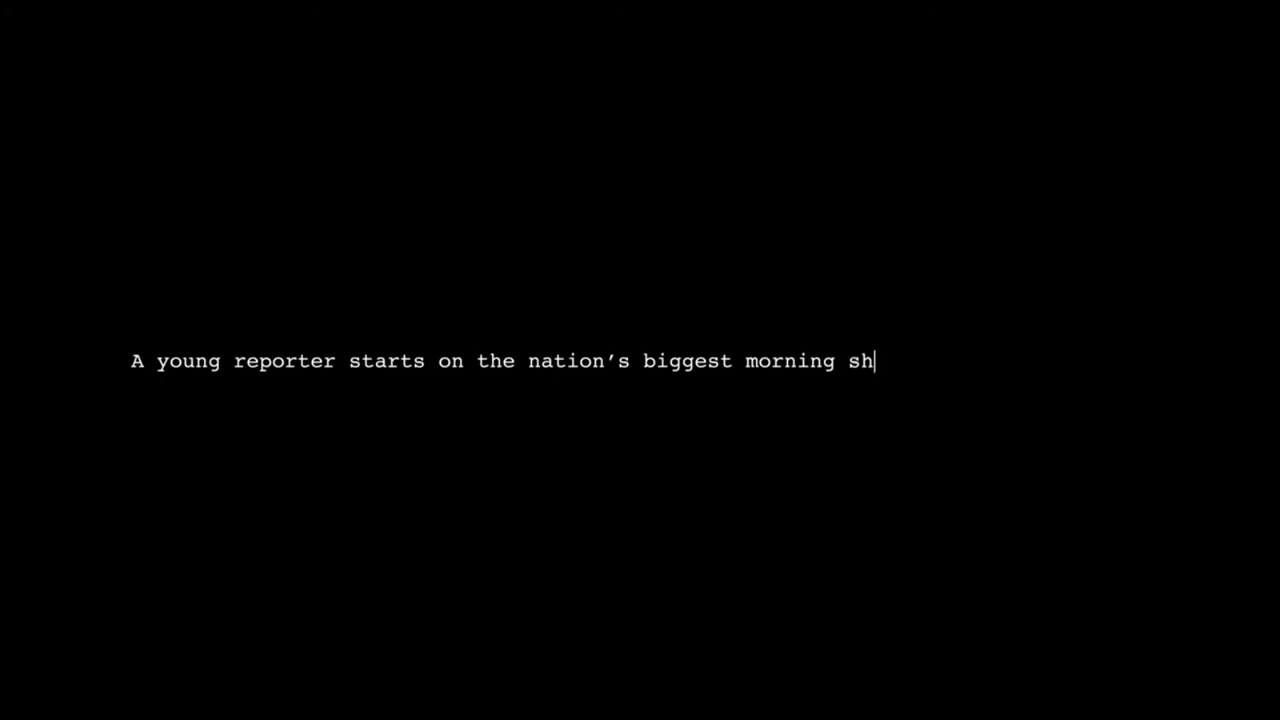 A young reporter starts on the nation’s biggest morning sh